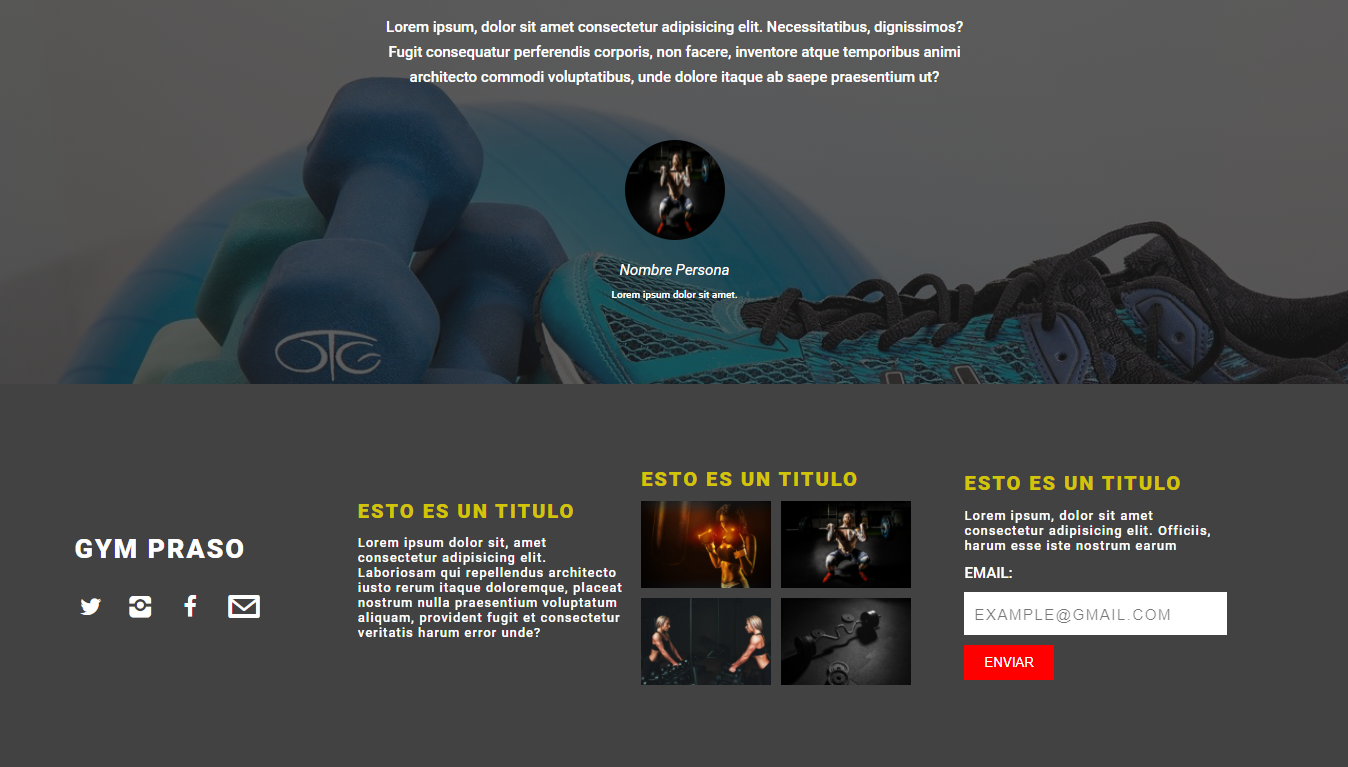 Lorem ipsum, dolor sit amet consectetur adipisicing elit. Necessitatibus, dignissimos?
Fugit consequatur perferendis corporis, non facere, inventore atque temporibus animi
architecto commodi voluptatibus, unde dolore itaque ab saepe praesentium ut?
Nombre Persona
Lorem ipsum dolor sit amet.
OTG
GYM PRASO
ESTO ES UN TITULO
Lorem ipsum dolor sit, amet
consectetur adipisicing elit.
Laboriosam qui repellendus architecto
iusto rerum itaque doloremque, placeat
nostrum nulla praesentium voluptatum
aliquam, provident fugit et consectetur
veritatis harum error unde?
ESTO ES UN TITULO
ESTO ES UN TITULO
Lorem ipsum, dolor sit amet
consectetur adipisicing elit. Officiis,
harum esse iste nostrum earum
EMAIL:
EXAMPLE@GMAIL.COM
ENVIAR